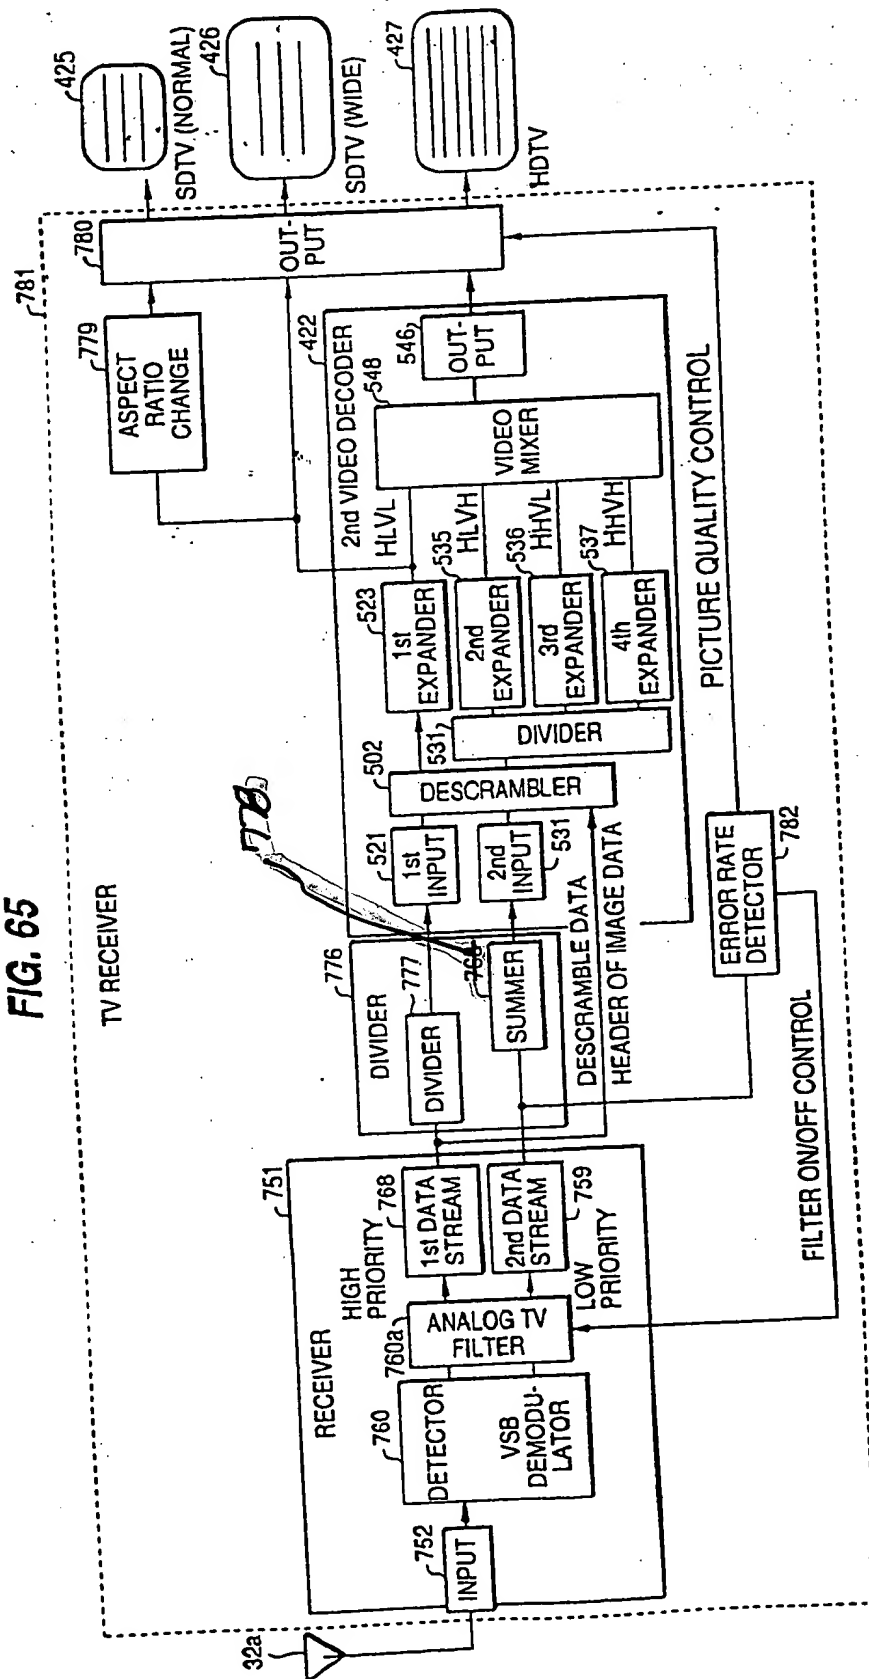 FIG. 65
TV RECEIVER
781
32a
RECEIVER
751
752
INPUT
760
DETECTOR
VSB
DEMODU-
LATOR
760a
ANALOG TV
FILTER
HIGH
PRIORITY
768
1st DATA
STREAM
2nd DATA
STREAM
759
LOW
PRIORITY
776
DIVIDER
777
DIVIDER
778
SUMMER
DESCRAMBLE DATA
HEADER OF IMAGE DATA
2nd VIDEO DECODER
422
521
1st
INPUT
2nd
INPUT
531
502
DESCRAMBLER
531
DIVIDER
523
1st
EXPANDER
HLVL
535
2nd
EXPANDER
HLVH
536
3rd
EXPANDER
HHVL
537
4th
EXPANDER
HHVH
548
VIDEO
MIXER
546
OUT-
PUT
779
ASPECT
RATIO
CHANGE
780
OUT-
PUT
425
SDTV (NORMAL)
426
SDTV (WIDE)
427
HDTV
PICTURE QUALITY CONTROL
ERROR RATE
DETECTOR
782
FILTER ON/OFF CONTROL